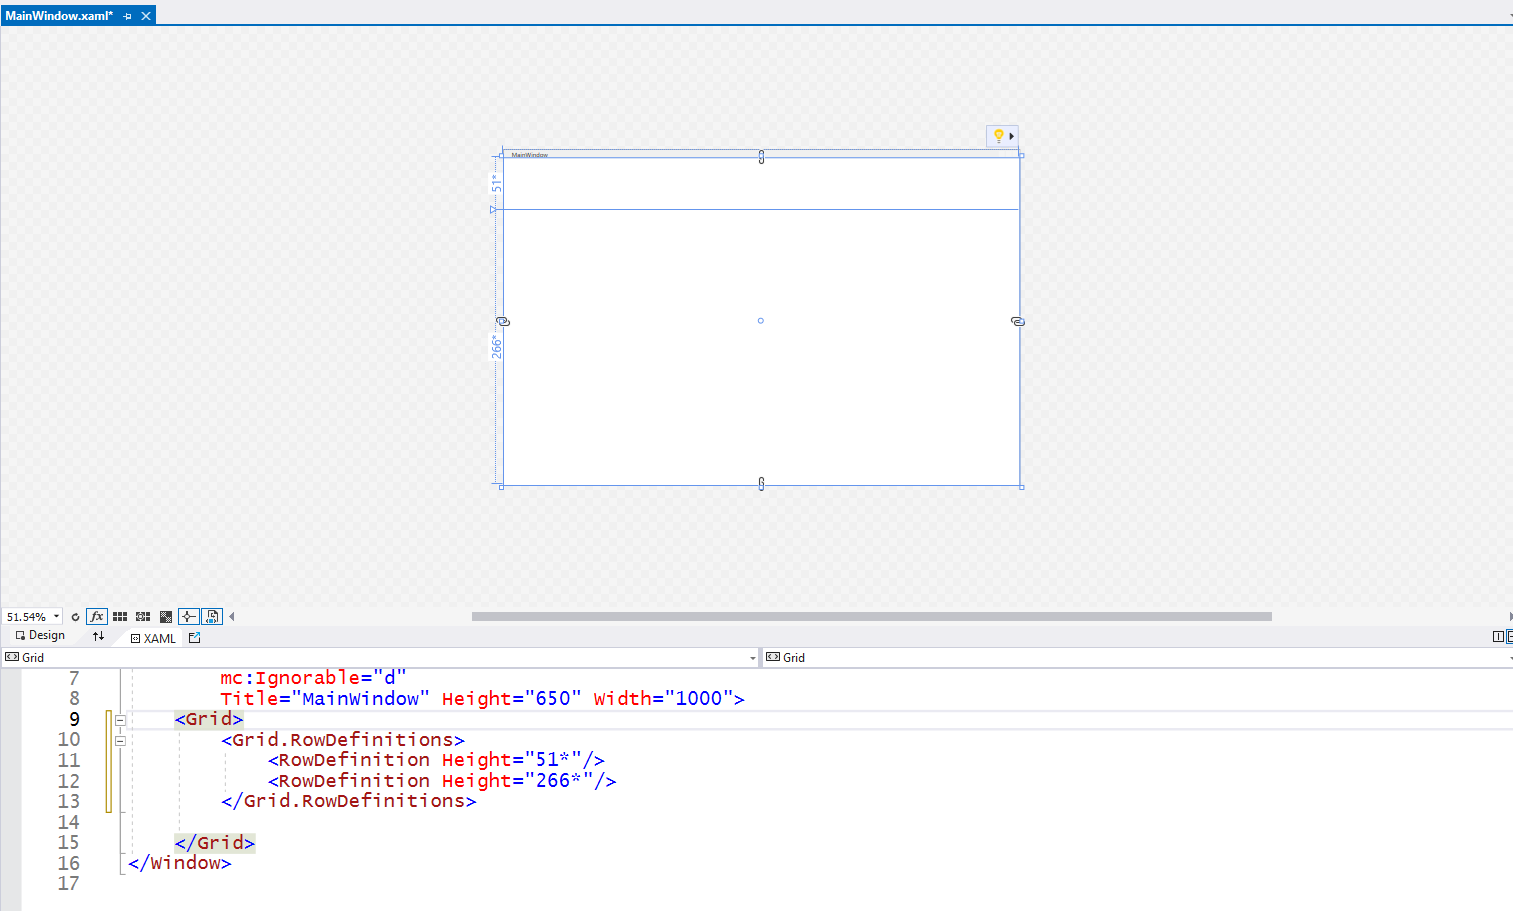 MainWindow.xaml*
MainWindow
51*
266*
51.54%
fx
Design
XAML
Grid
Grid
7 mc:Ignorable="d"
8 Title="MainWindow" Height="650" Width="1000">
9 <Grid>
10 <Grid.RowDefinitions>
11 <RowDefinition Height="51*"/>
12 <RowDefinition Height="266*"/>
13 </Grid.RowDefinitions>
14
15 </Grid>
16 </Window>
17